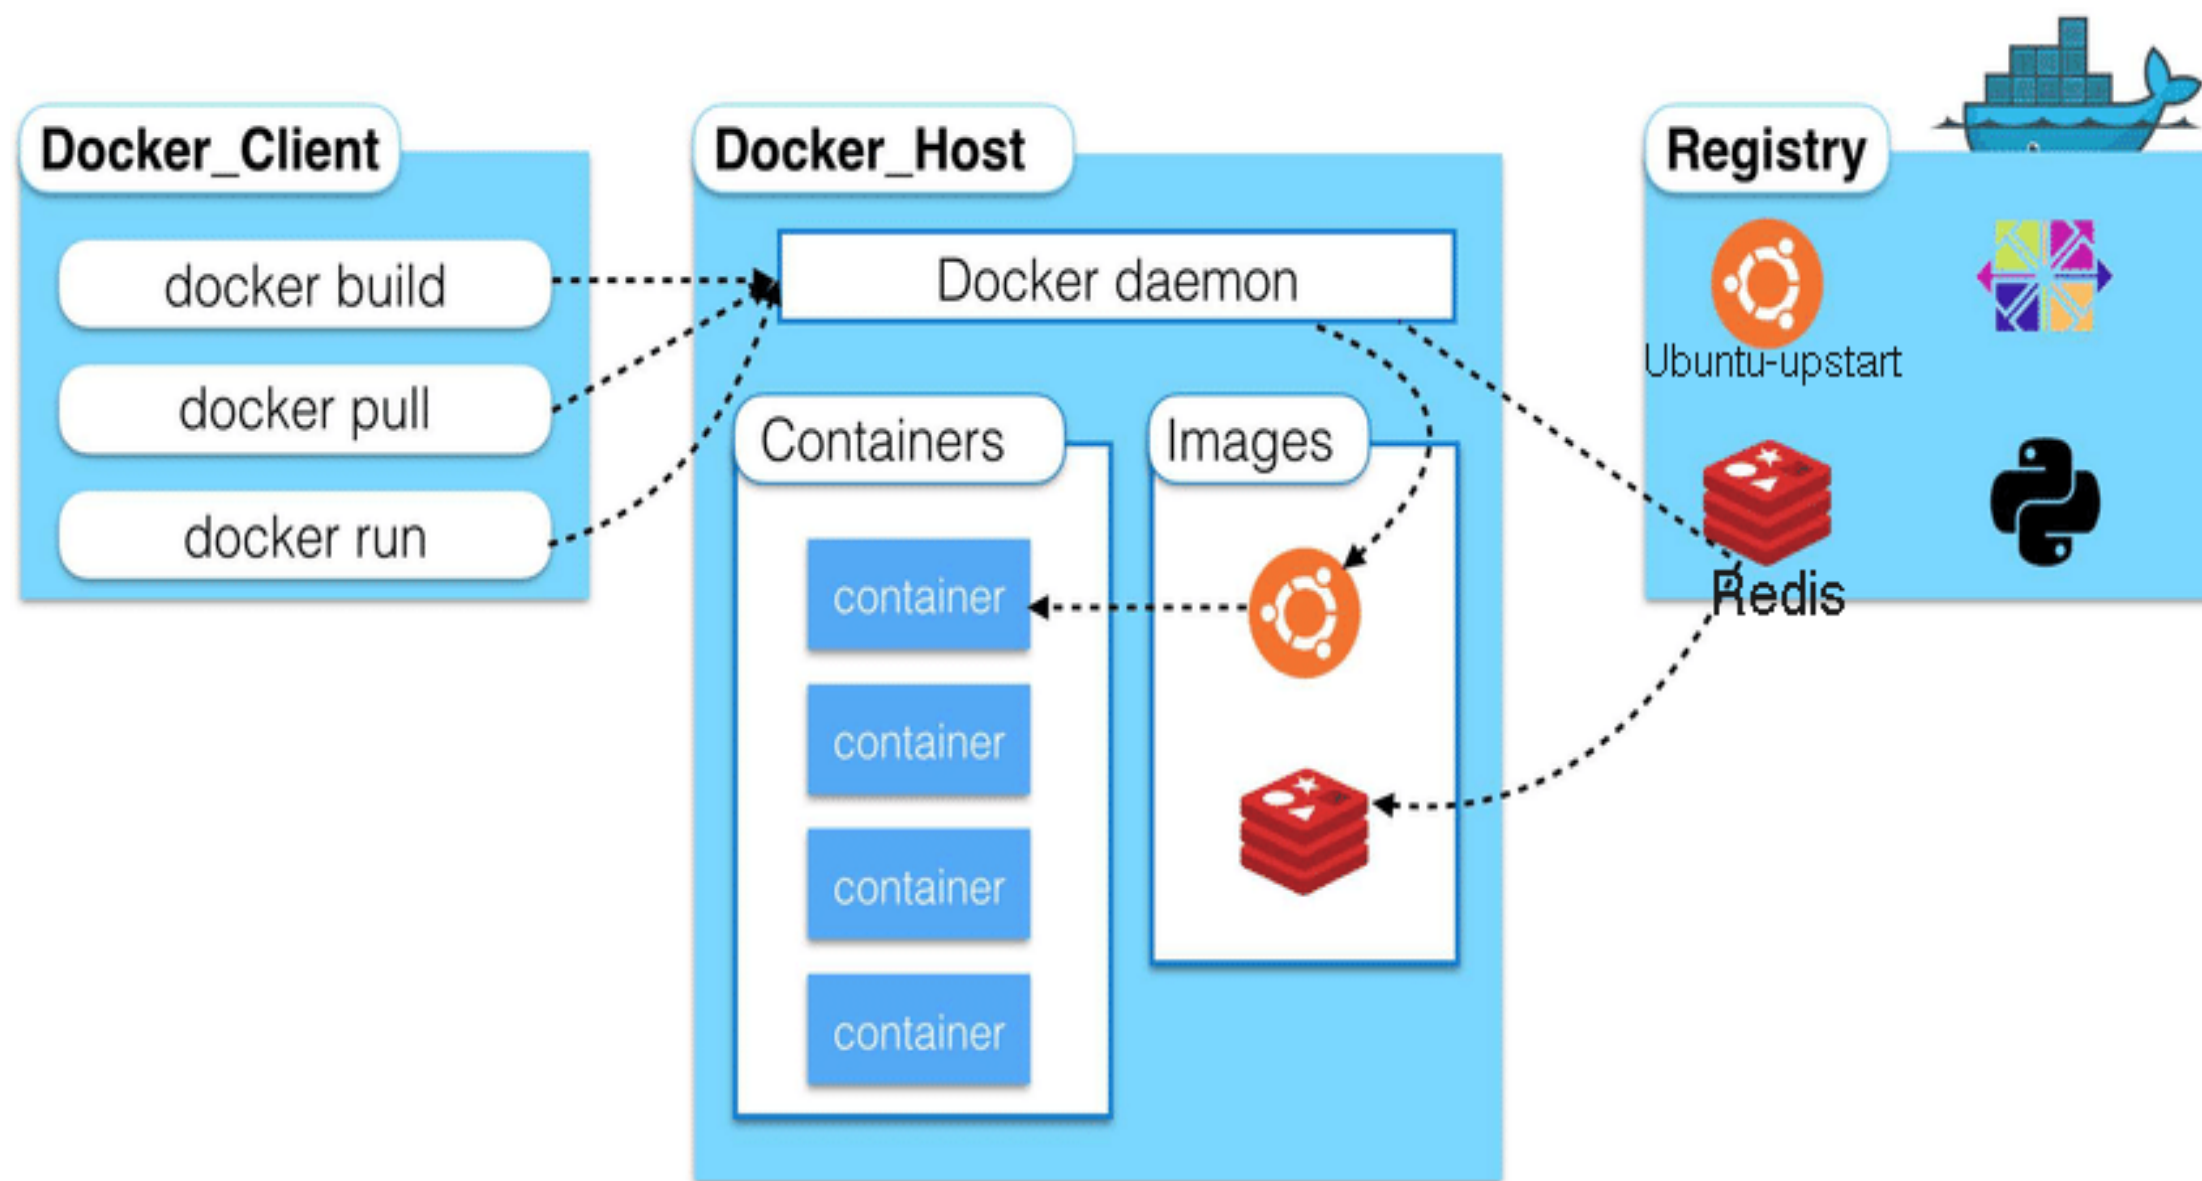 Docker_Client
docker build
docker pull
docker run
Docker_Host
Docker daemon
Containers
container
container
container
container
Images
Registry
Ubuntu-upstart
Redis